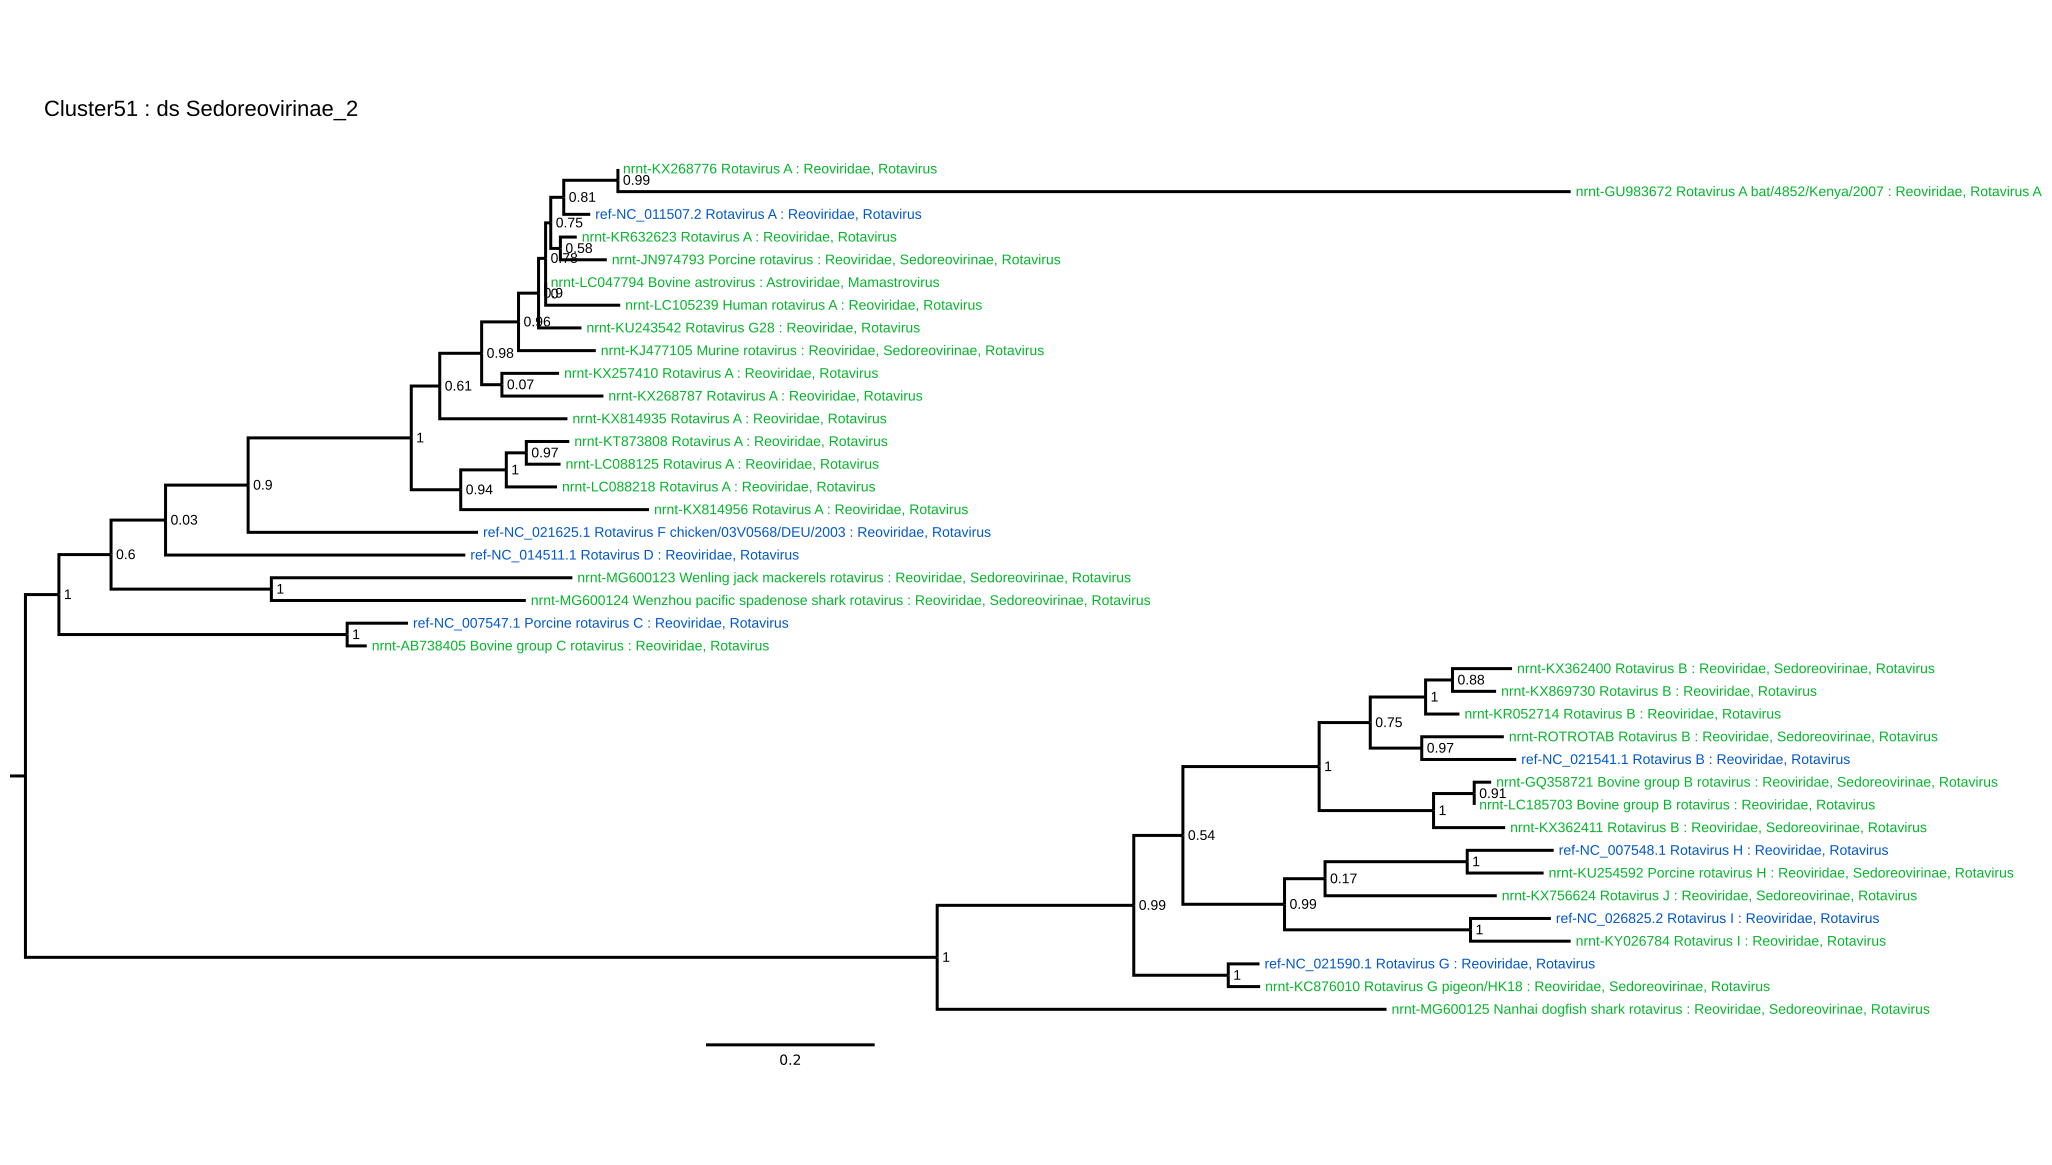 Cluster51 : ds Sedoreovirinae_2
nrnt-KX268776 Rotavirus A : Reoviridae, Rotavirus
0.99
nrnt-GU983672 Rotavirus A bat/4852/Kenya/2007 : Reoviridae, Rotavirus A
0.81
ref-NC_011507.2 Rotavirus A : Reoviridae, Rotavirus
0.75
nrnt-KR632623 Rotavirus A : Reoviridae, Rotavirus
0.58
0.78
nrnt-JN974793 Porcine rotavirus : Reoviridae, Sedoreovirinae, Rotavirus
nrnt-LC047794 Bovine astrovirus : Astroviridae, Mamastrovirus
0.9
0
nrnt-LC105239 Human rotavirus A : Reoviridae, Rotavirus
0.96
nrnt-KU243542 Rotavirus G28 : Reoviridae, Rotavirus
nrnt-KJ477105 Murine rotavirus : Reoviridae, Sedoreovirinae, Rotavirus
0.98
nrnt-KX257410 Rotavirus A : Reoviridae, Rotavirus
0.07
0.61
nrnt-KX268787 Rotavirus A : Reoviridae, Rotavirus
nrnt-KX814935 Rotavirus A : Reoviridae, Rotavirus
1
nrnt-KT873808 Rotavirus A : Reoviridae, Rotavirus
0.97
nrnt-LC088125 Rotavirus A : Reoviridae, Rotavirus
1
nrnt-LC088218 Rotavirus A : Reoviridae, Rotavirus
0.94
0.9
nrnt-KX814956 Rotavirus A : Reoviridae, Rotavirus
0.03
ref-NC_021625.1 Rotavirus F chicken/03V0568/DEU/2003 : Reoviridae, Rotavirus
ref-NC_014511.1 Rotavirus D : Reoviridae, Rotavirus
0.6
nrnt-MG600123 Wenling jack mackerels rotavirus : Reoviridae, Sedoreovirinae, Rotavirus
1
1
nrnt-MG600124 Wenzhou pacific spadenose shark rotavirus : Reoviridae, Sedoreovirinae, Rotavirus
ref-NC_007547.1 Porcine rotavirus C : Reoviridae, Rotavirus
1
nrnt-AB738405 Bovine group C rotavirus : Reoviridae, Rotavirus
nrnt-KX362400 Rotavirus B : Reoviridae, Sedoreovirinae, Rotavirus
0.88
nrnt-KX869730 Rotavirus B : Reoviridae, Rotavirus
1
nrnt-KR052714 Rotavirus B : Reoviridae, Rotavirus
0.75
nrnt-ROTROTAB Rotavirus B : Reoviridae, Sedoreovirinae, Rotavirus
0.97
ref-NC_021541.1 Rotavirus B : Reoviridae, Rotavirus
1
nrnt-GQ358721 Bovine group B rotavirus : Reoviridae, Sedoreovirinae, Rotavirus
0.91
nrnt-LC185703 Bovine group B rotavirus : Reoviridae, Rotavirus
1
nrnt-KX362411 Rotavirus B : Reoviridae, Sedoreovirinae, Rotavirus
0.54
ref-NC_007548.1 Rotavirus H : Reoviridae, Rotavirus
1
nrnt-KU254592 Porcine rotavirus H : Reoviridae, Sedoreovirinae, Rotavirus
0.17
nrnt-KX756624 Rotavirus J : Reoviridae, Sedoreovirinae, Rotavirus
0.99
0.99
ref-NC_026825.2 Rotavirus I : Reoviridae, Rotavirus
1
nrnt-KY026784 Rotavirus I : Reoviridae, Rotavirus
1
ref-NC_021590.1 Rotavirus G : Reoviridae, Rotavirus
1
nrnt-KC876010 Rotavirus G pigeon/HK18 : Reoviridae, Sedoreovirinae, Rotavirus
nrnt-MG600125 Nanhai dogfish shark rotavirus : Reoviridae, Sedoreovirinae, Rotavirus
0.2